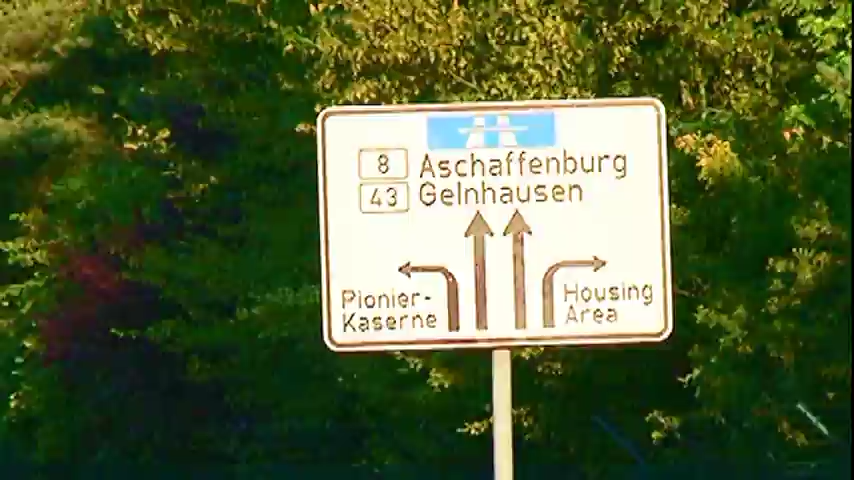 8 Aschaffenburg
43 Gelnhausen
Pionier-
Kaserne
Housing
Area